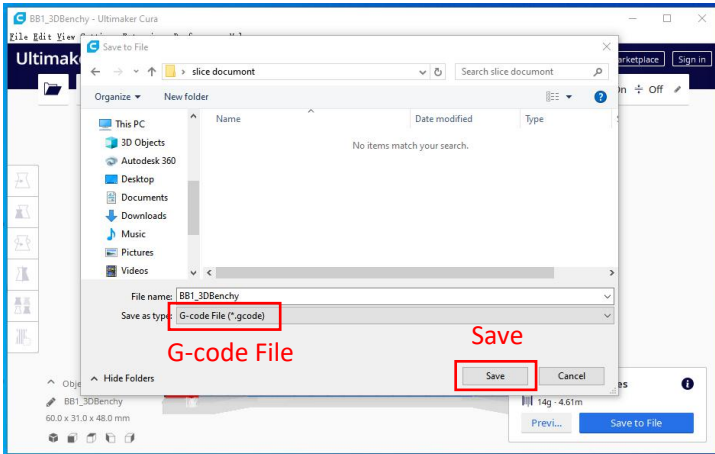 BB1_3DBenchy - Ultimaker Cura
File Edit View
Ultimak
Marketplace Sign in
Save to File
slice documont
Search slice documont
Organize New folder
On Off
Name Date modified Type
This PC
No items match your search.
3D Objects
Autodesk 360
Desktop
Documents
Downloads
Music
Pictures
Videos
File name: BB1_3DBenchy
Save as type: G-code File (*.gcode)
G-code File
Save
Hide Folders
Save Cancel
Obje
BB1_3DBenchy
14g · 4.61m
60.0 x 31.0 x 48.0 mm
Previ... Save to File